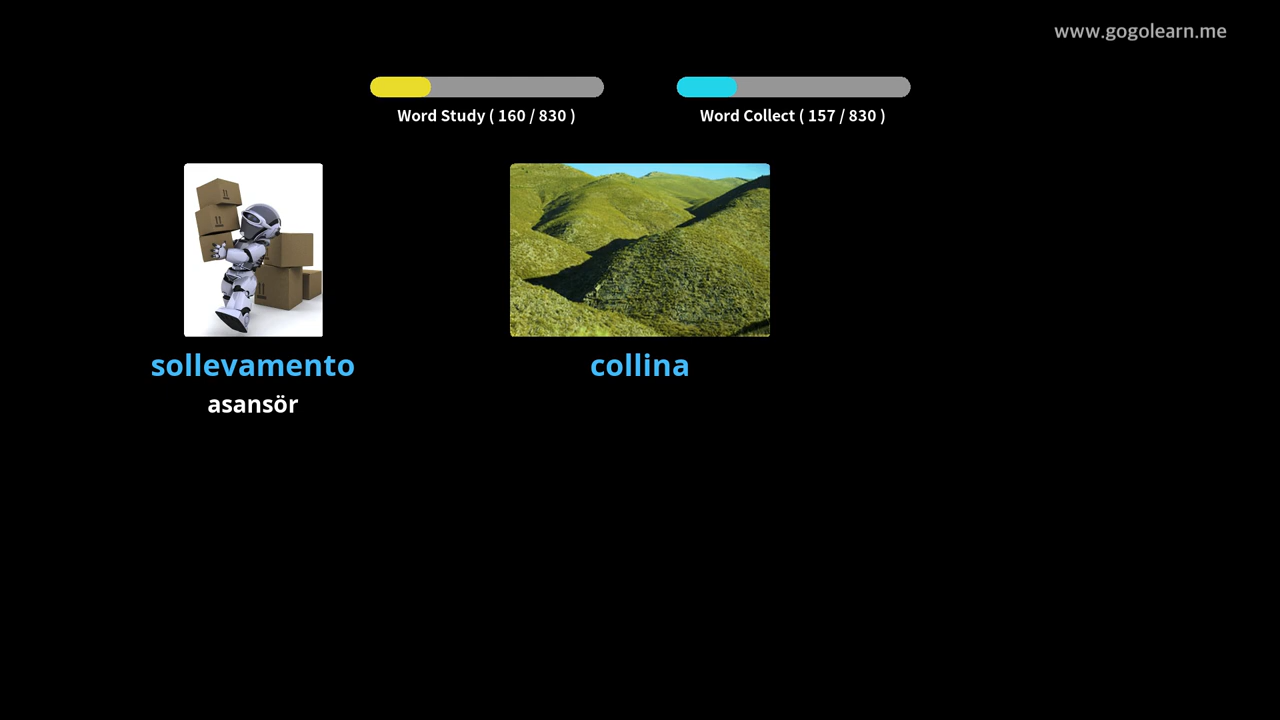 www.gogolearn.me
Word Study ( 160 / 830 )
Word Collect ( 157 / 830 )
sollevamento
collina
asansör